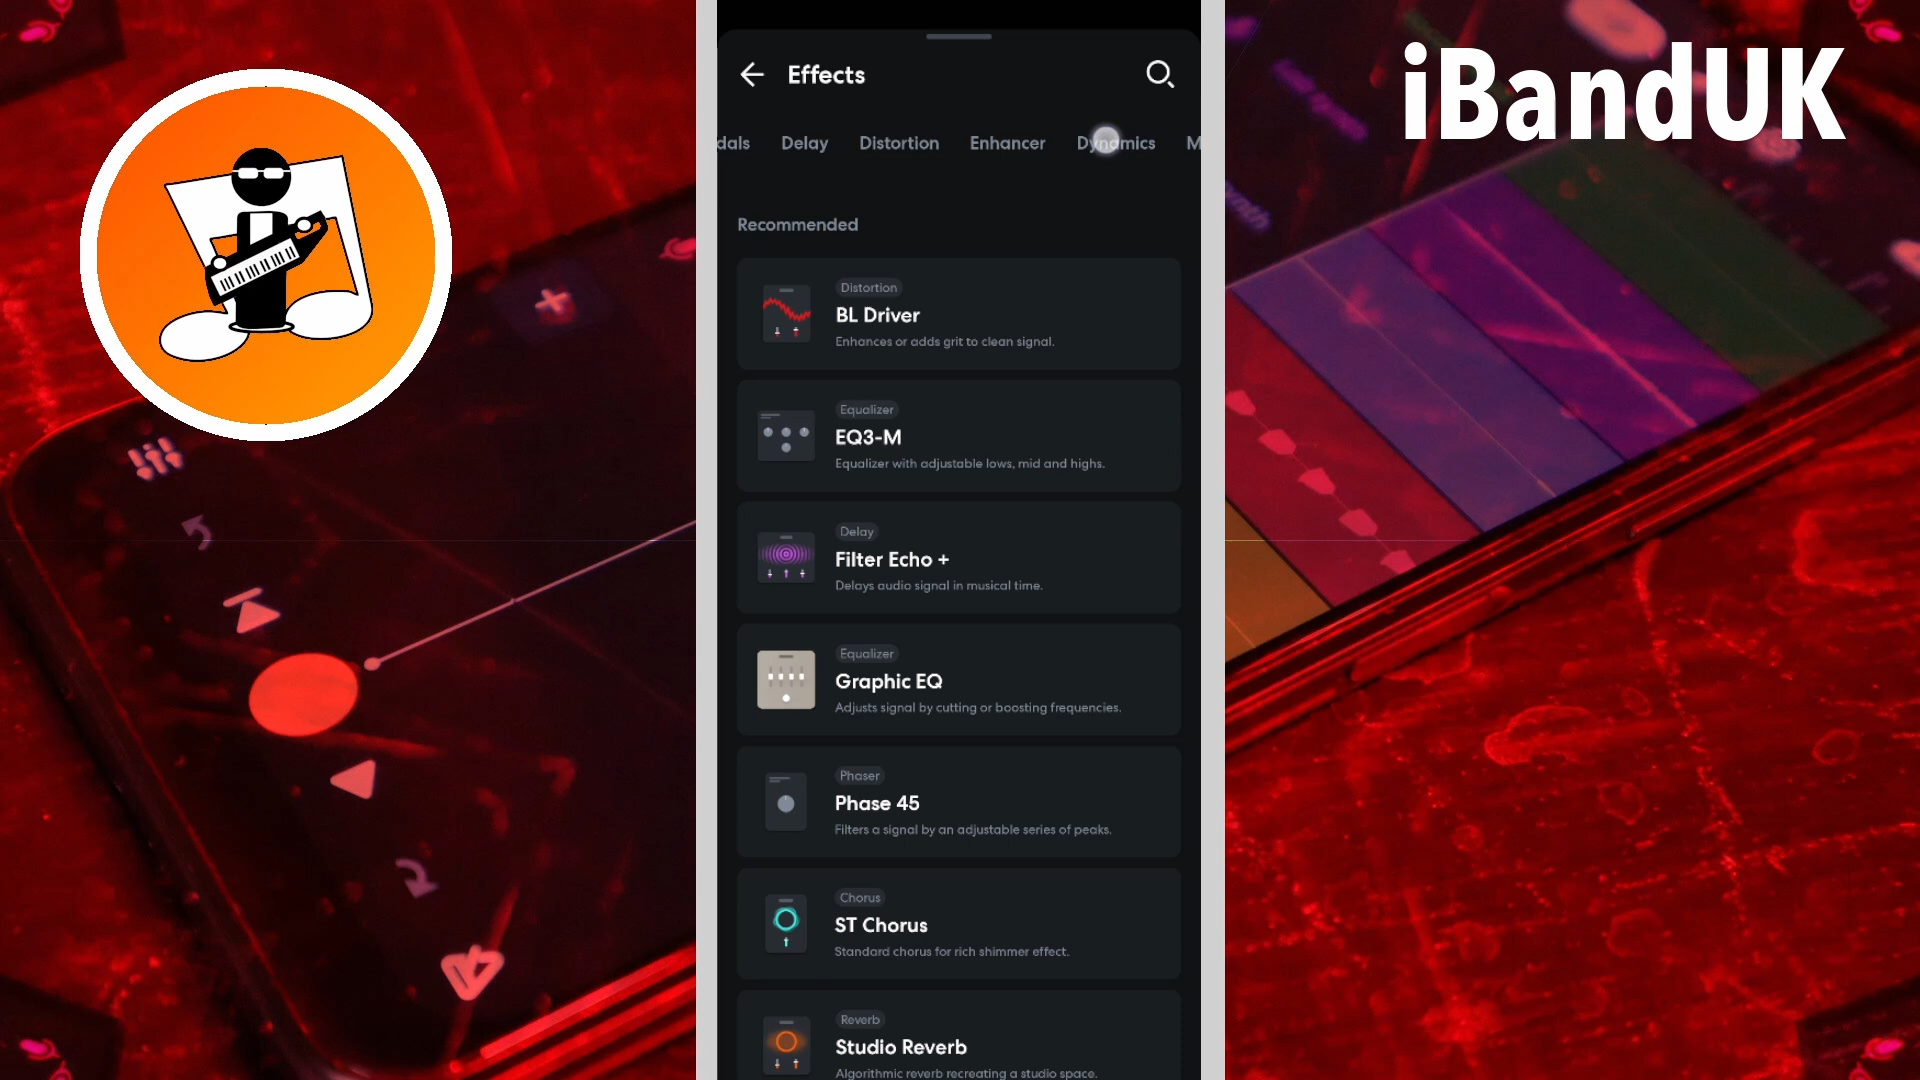 iBandUK
Effects
dals Delay Distortion Enhancer Dynamics M
Recommended
Distortion
BL Driver
Enhances or adds grit to clean signal.
Equalizer
EQ3-M
Equalizer with adjustable lows, mid and highs.
Delay
Filter Echo +
Delays audio signal in musical time.
Equalizer
Graphic EQ
Adjusts signal by cutting or boosting frequencies.
Phaser
Phase 45
Filters a signal by an adjustable series of peaks.
Chorus
ST Chorus
Standard chorus for rich shimmer effect.
Reverb
Studio Reverb
Algorithmic reverb recreating a studio space.